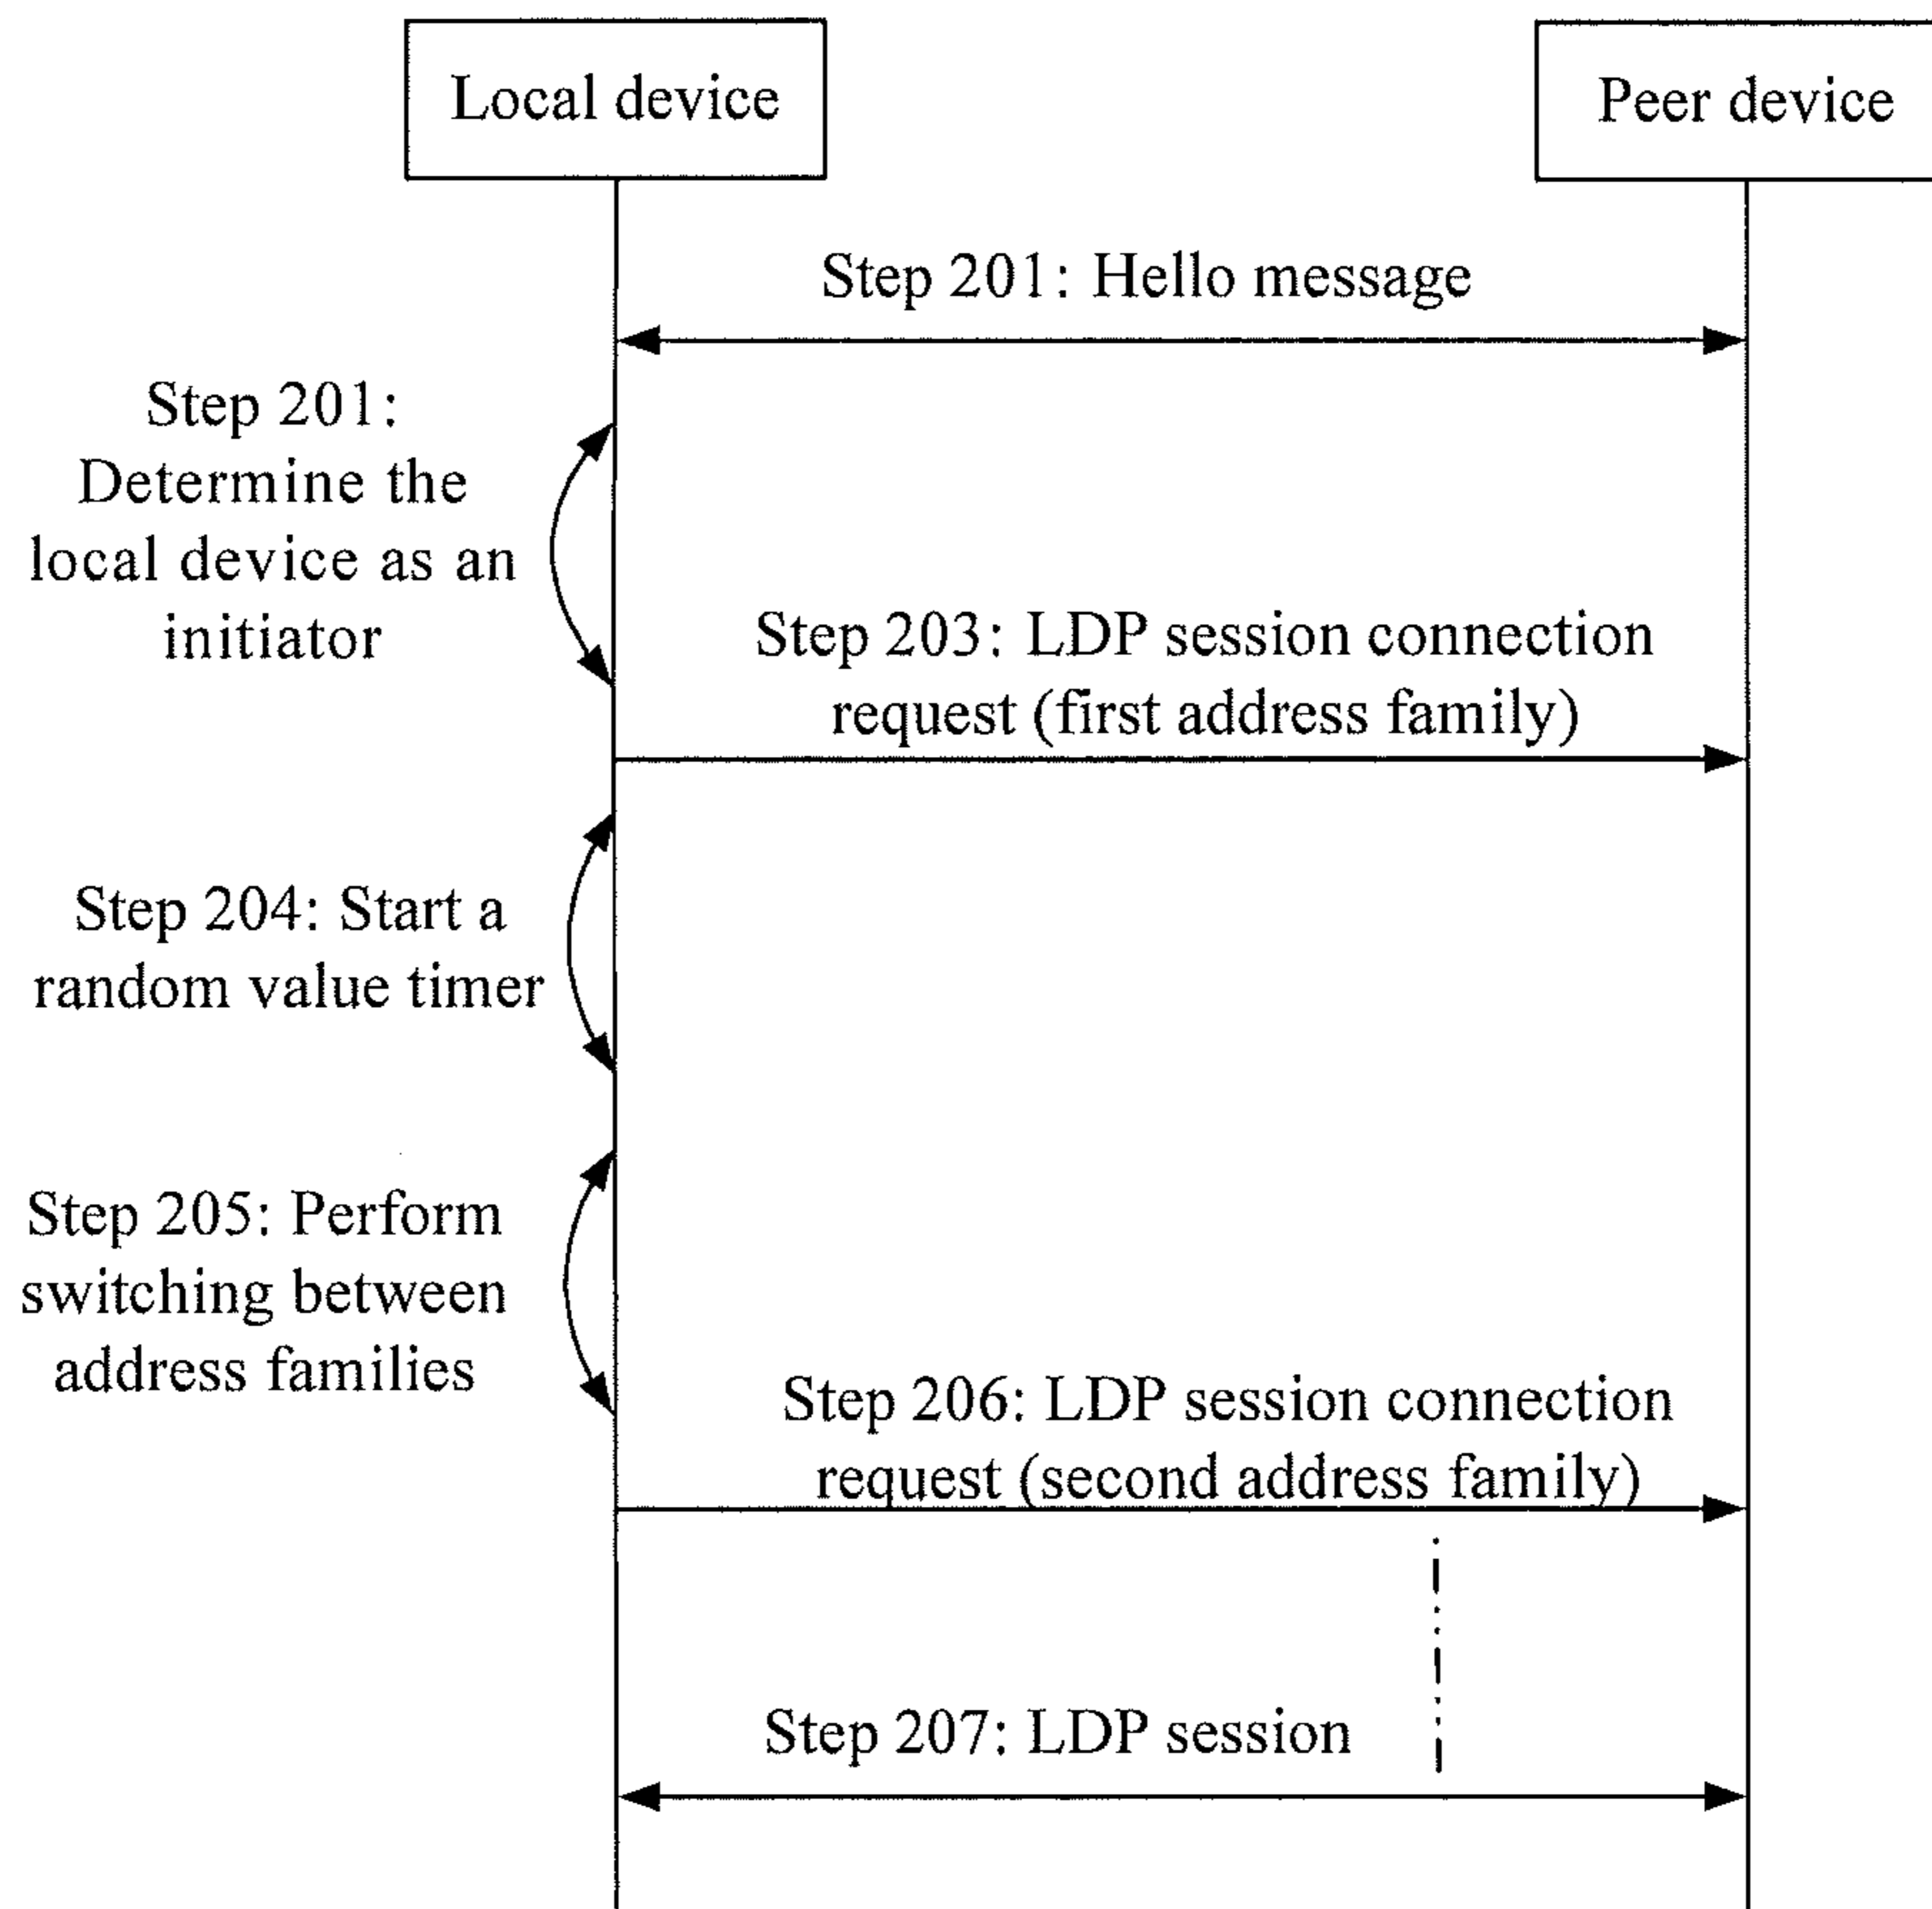 Local device
Peer device
Step 201: Hello message
Step 201:
Determine the
local device as an
initiator
Step 203: LDP session connection
request (first address family)
Step 204: Start a
random value timer
Step 205: Perform
switching between
address families
Step 206: LDP session connection
request (second address family)
Step 207: LDP session